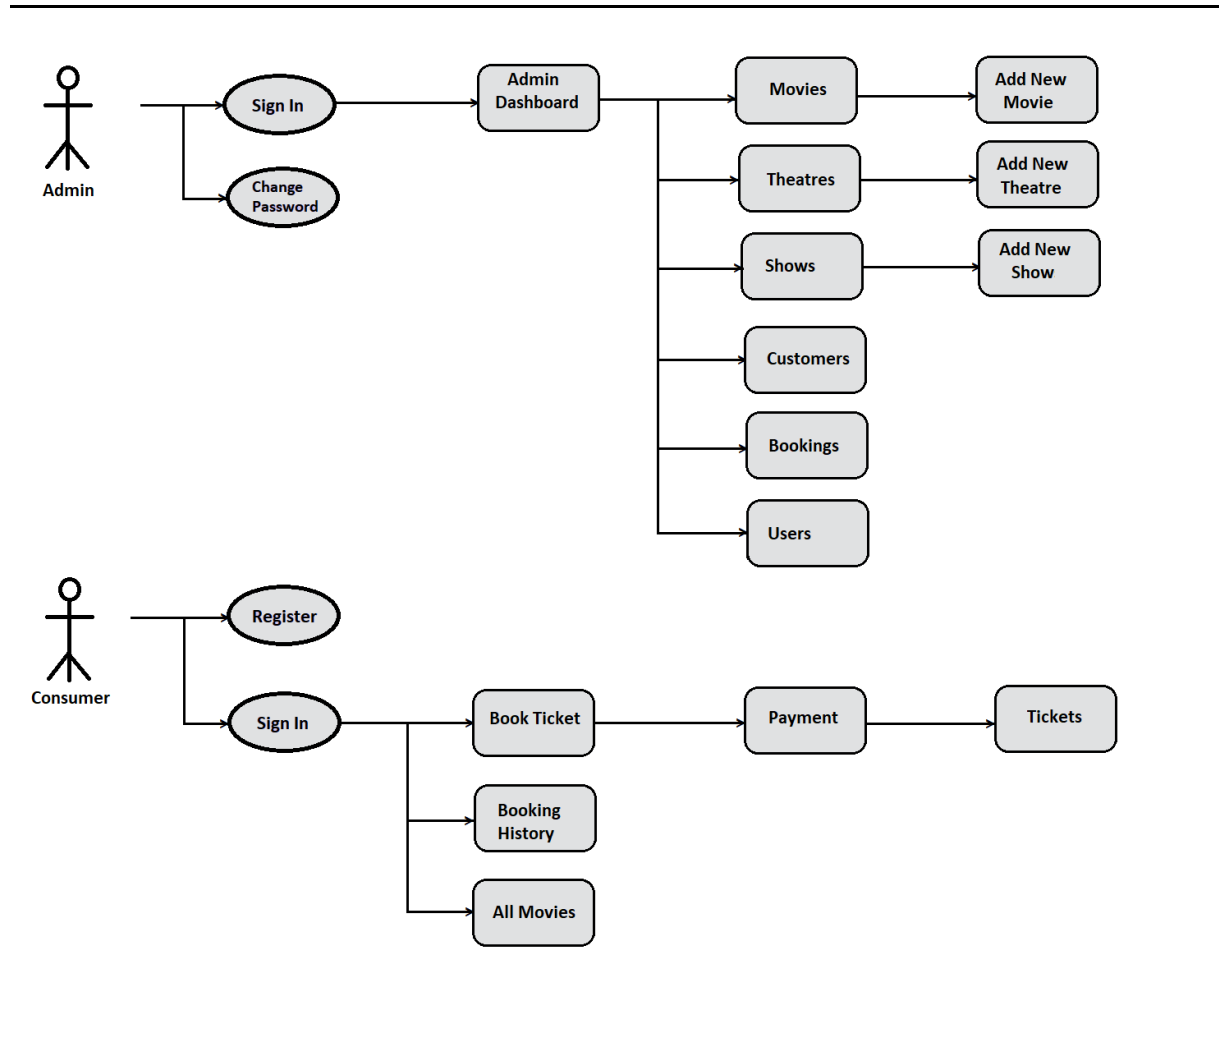 Admin
Sign In
Change
Password
Admin
Dashboard
Movies
Add New
Movie
Theatres
Add New
Theatre
Shows
Add New
Show
Customers
Bookings
Users
Consumer
Register
Sign In
Book Ticket
Payment
Tickets
Booking
History
All Movies